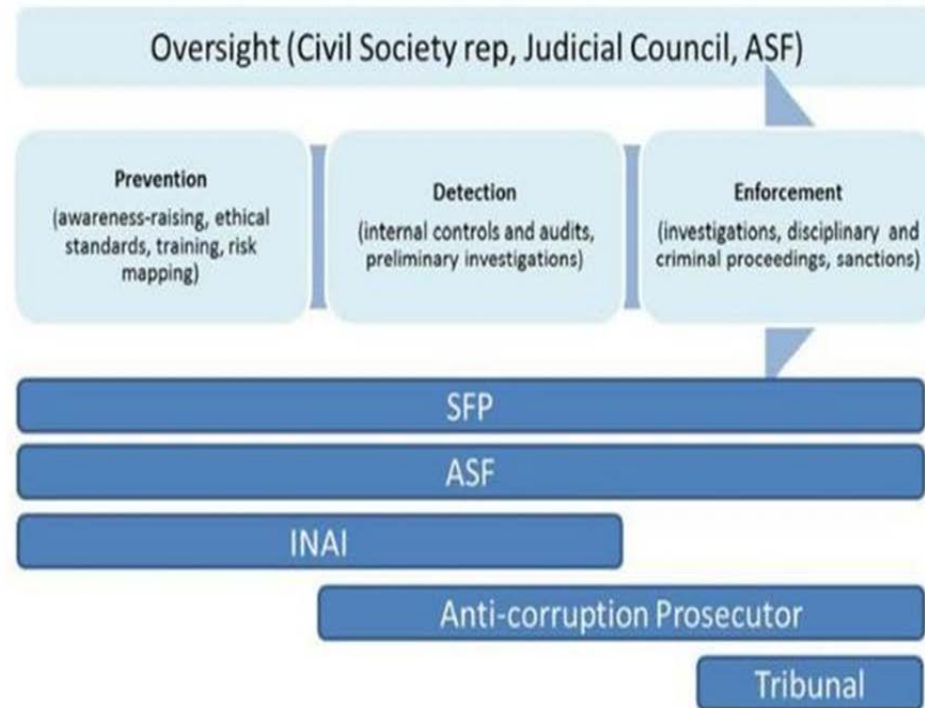 Oversight (Civil Society rep, Judicial Council, ASF)
Prevention
(awareness-raising, ethical
standards, training, risk
mapping)
Detection
(internal controls and audits,
preliminary investigations)
Enforcement
(investigations, disciplinary and
criminal proceedings, sanctions)
SFP
ASF
INAI
Anti-corruption Prosecutor
Tribunal